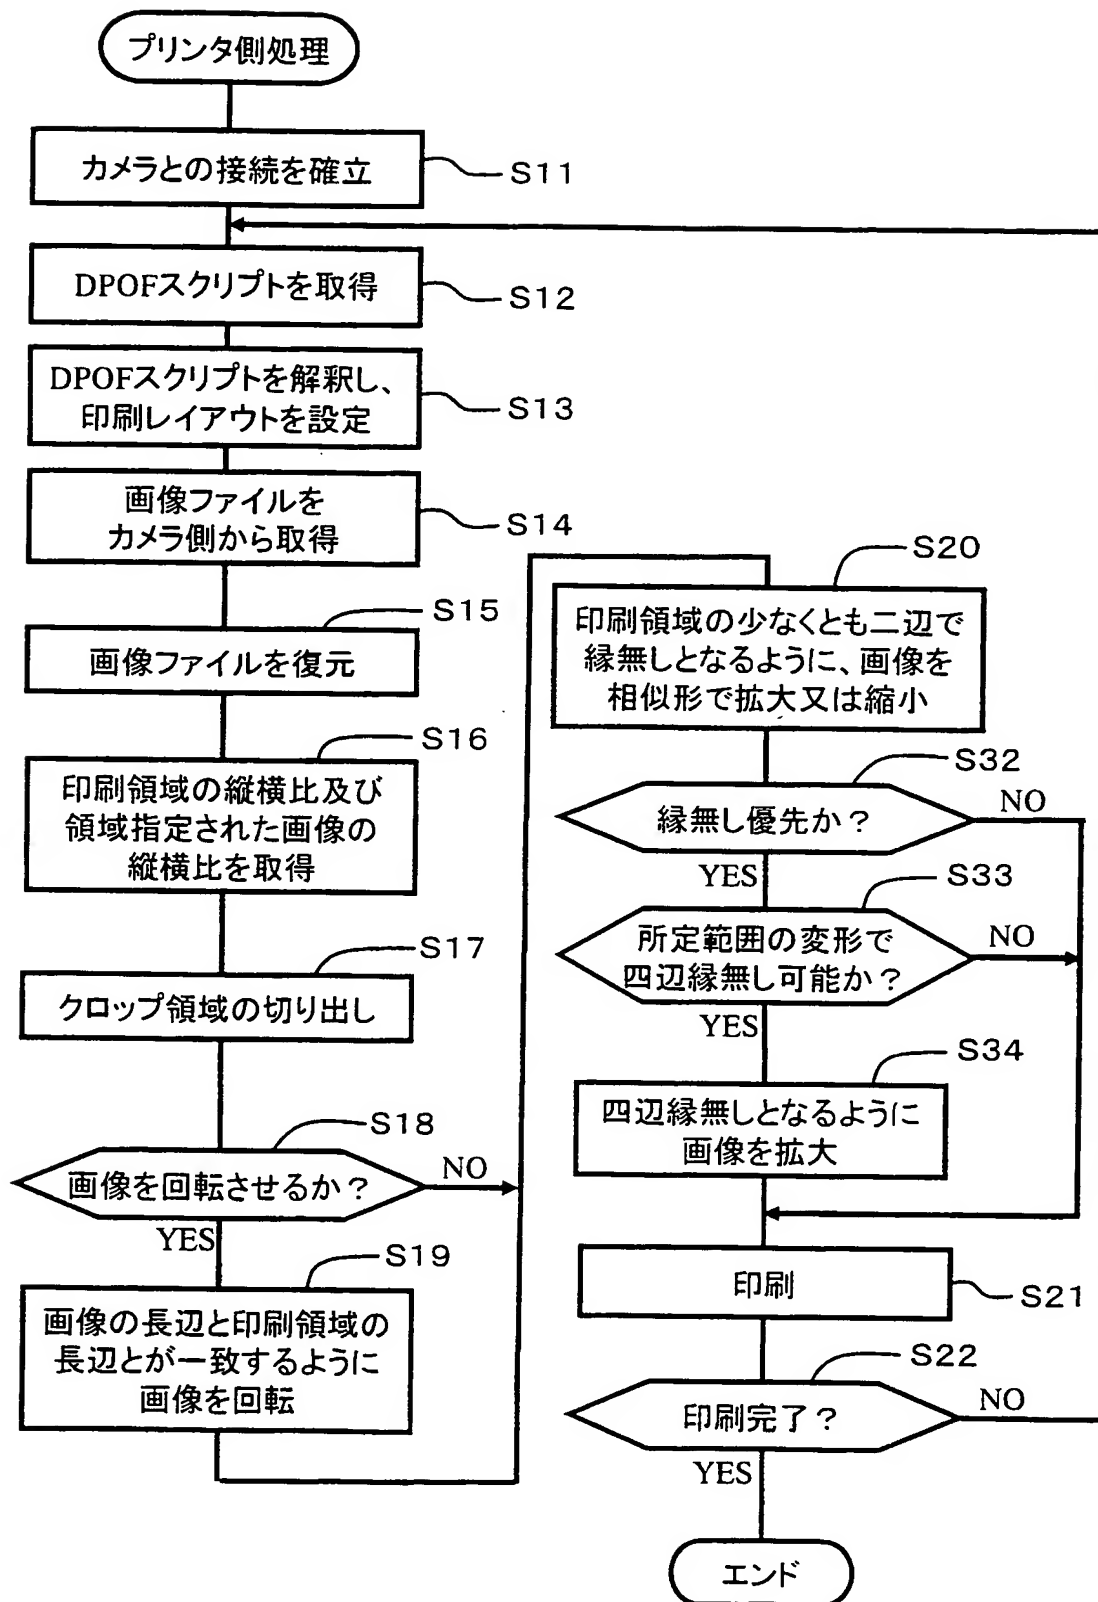 プリンタ側処理
カメラとの接続を確立
S11
DPOFスクリプトを取得
S12
DPOFスクリプトを解釈し、
印刷レイアウトを設定
S13
画像ファイルを
カメラ側から取得
S14
S15
画像ファイルを復元
S16
印刷領域の縦横比及び
領域指定された画像の
縦横比を取得
S17
クロップ領域の切り出し
S18
画像を回転させるか？
NO
YES
S19
画像の長辺と印刷領域の
長辺とが一致するように
画像を回転
S20
印刷領域の少なくとも二辺で
縁無しとなるように、画像を
相似形で拡大又は縮小
S32
縁無し優先か？
NO
YES
S33
所定範囲の変形で
四辺縁無し可能か？
NO
YES
S34
四辺縁無しとなるように
画像を拡大
印刷
S21
S22
印刷完了？
NO
YES
エンド